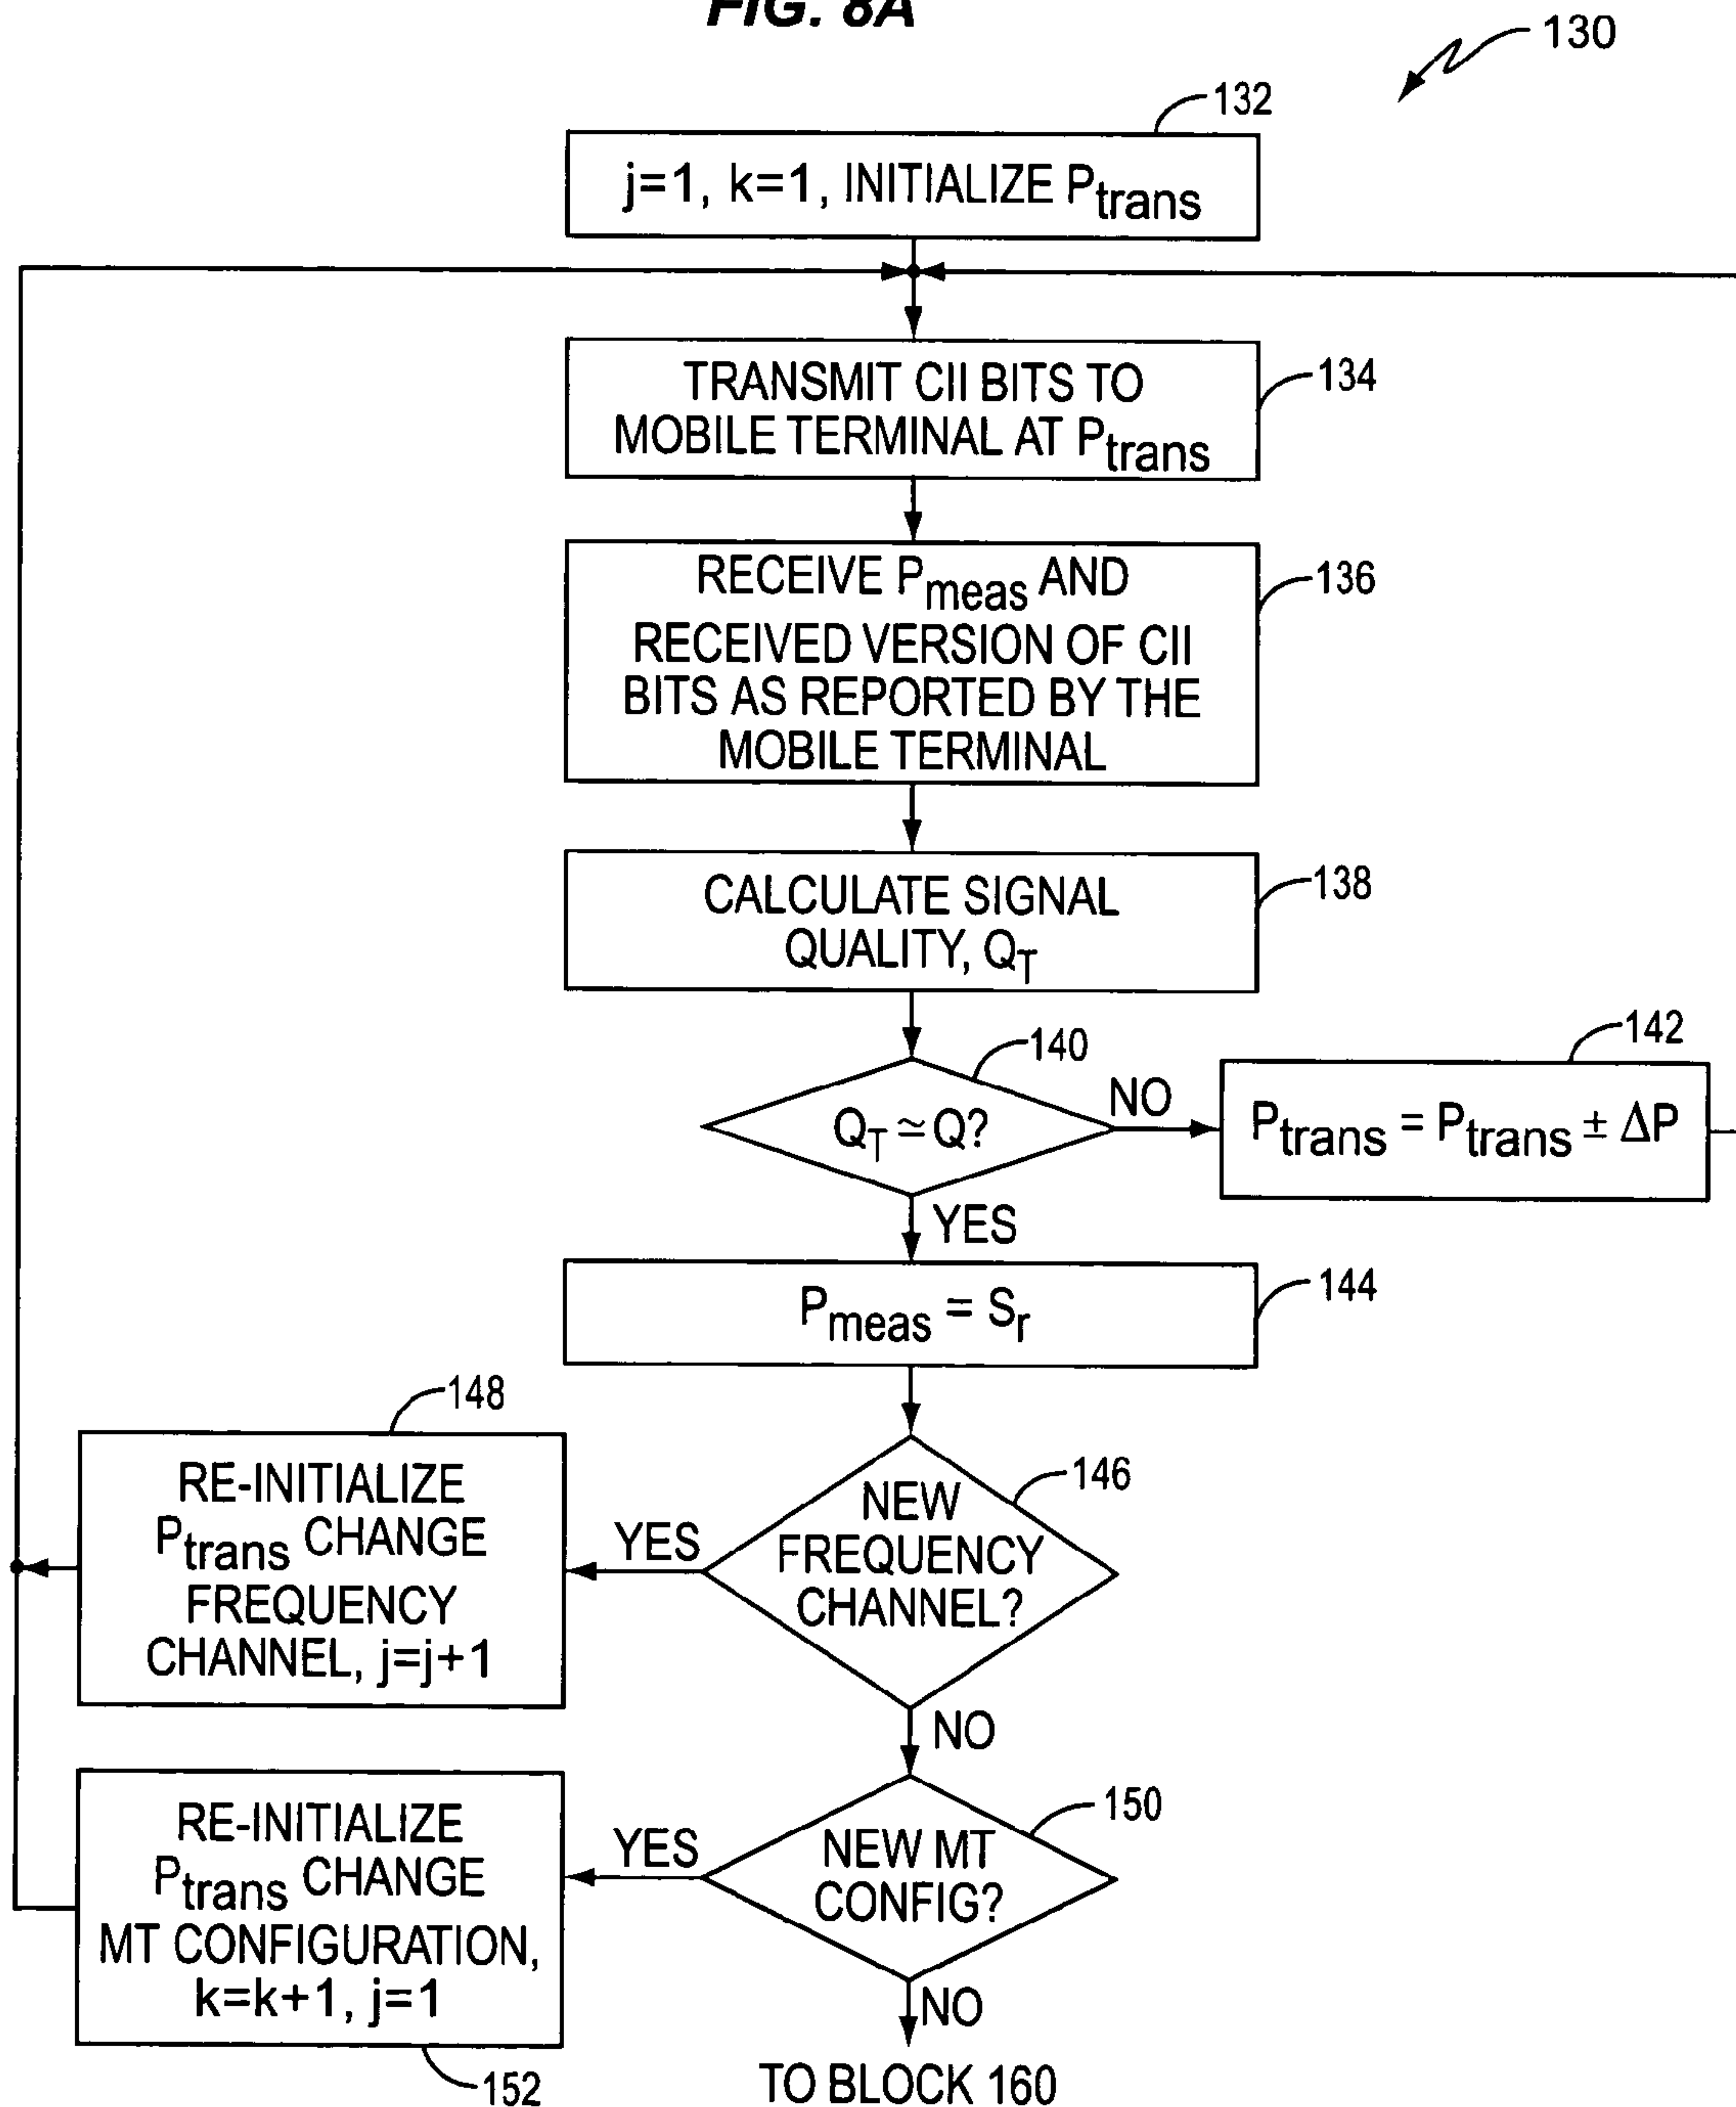 FIG. 8A
130
132
j=1, k=1, INITIALIZE Ptrans
TRANSMIT CII BITS TO
MOBILE TERMINAL AT Ptrans
134
RECEIVE Pmeas AND
RECEIVED VERSION OF CII
BITS AS REPORTED BY THE
MOBILE TERMINAL
136
CALCULATE SIGNAL
QUALITY, QT
138
140
QT ≃ Q?
NO
142
Ptrans = Ptrans ± ΔP
YES
Pmeas = Sr
144
146
NEW
FREQUENCY
CHANNEL?
YES
148
RE-INITIALIZE
Ptrans CHANGE
FREQUENCY
CHANNEL, j=j+1
NO
150
NEW MT
CONFIG?
YES
RE-INITIALIZE
Ptrans CHANGE
MT CONFIGURATION,
k=k+1, j=1
152
NO
TO BLOCK 160